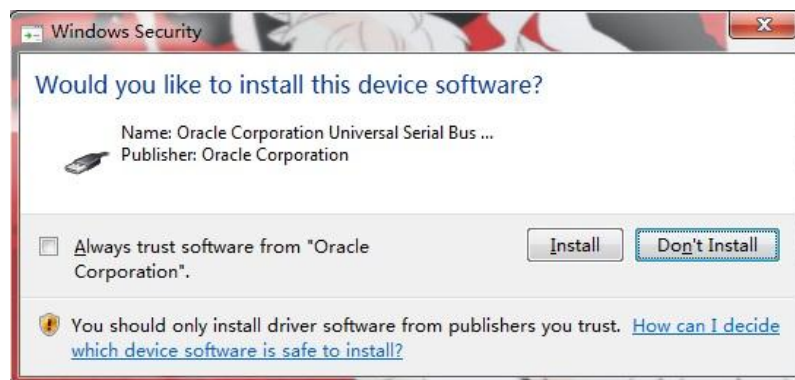 Windows Security
Would you like to install this device software?
Name: Oracle Corporation Universal Serial Bus ...
Publisher: Oracle Corporation
Always trust software from "Oracle
Corporation".
Install
Don't Install
You should only install driver software from publishers you trust. How can I decide
which device software is safe to install?